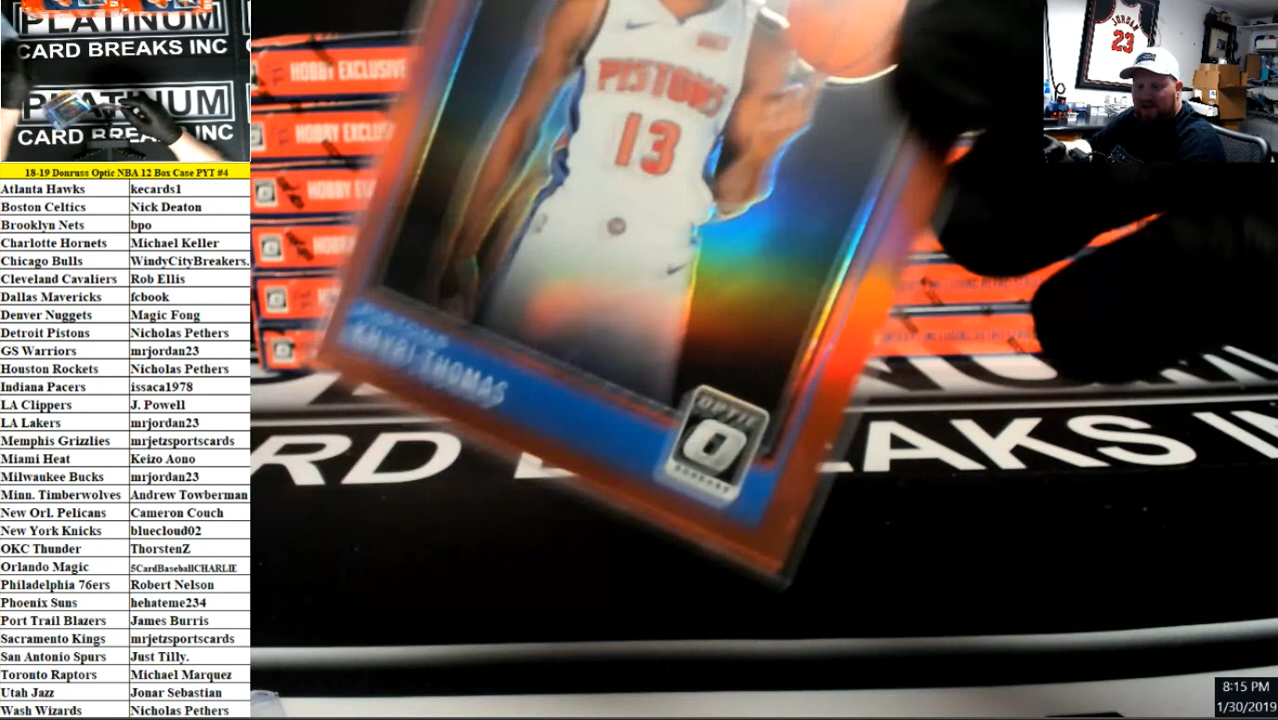 PLATINUM
CARD BREAKS INC
PLATINUM
CARD BREAKS INC
18-19 Donruss Optic NBA 12 Box Case PYT #4
Atlanta Hawks kecards1
Boston Celtics Nick Deaton
Brooklyn Nets bpo
Charlotte Hornets Michael Keller
Chicago Bulls WindyCityBreakers.
Cleveland Cavaliers Rob Ellis
Dallas Mavericks fcbook
Denver Nuggets Magic Fong
Detroit Pistons Nicholas Pethers
GS Warriors mrjordan23
Houston Rockets Nicholas Pethers
Indiana Pacers issaca1978
LA Clippers J. Powell
LA Lakers mrjordan23
Memphis Grizzlies mrjetzsportscards
Miami Heat Keizo Aono
Milwaukee Bucks mrjordan23
Minn. Timberwolves Andrew Towberman
New Orl. Pelicans Cameron Couch
New York Knicks bluecloud02
OKC Thunder ThorstenZ
Orlando Magic 5CardBaseballCHARLIE
Philadelphia 76ers Robert Nelson
Phoenix Suns hehateme234
Port Trail Blazers James Burris
Sacramento Kings mrjetzsportscards
San Antonio Spurs Just Tilly.
Toronto Raptors Michael Marquez
Utah Jazz Jonar Sebastian
Wash Wizards Nicholas Pethers
HOBBY EXCLUSIVE
HOBBY EXCLUS
HOBBY
HOBBY
PISTONS
13
KHYRI THOMAS
OPTIC
DONRUSS
RD BREAKS IN
JORDAN
23
8:15 PM
1/30/2019